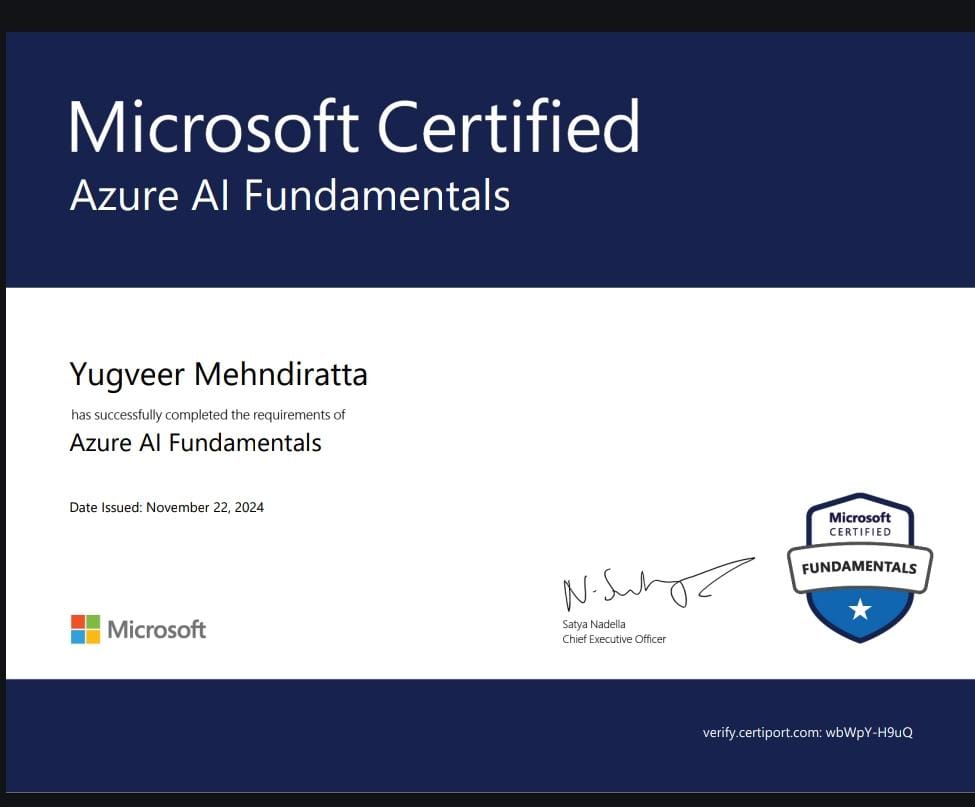 Microsoft Certified
Azure AI Fundamentals
Yugveer Mehndiratta
has successfully completed the requirements of
Azure AI Fundamentals
Date Issued: November 22, 2024
Microsoft
CERTIFIED
FUNDAMENTALS
N. Satya
Satya Nadella
Chief Executive Officer
Microsoft
verify.certiport.com: wbWpY-H9uQ